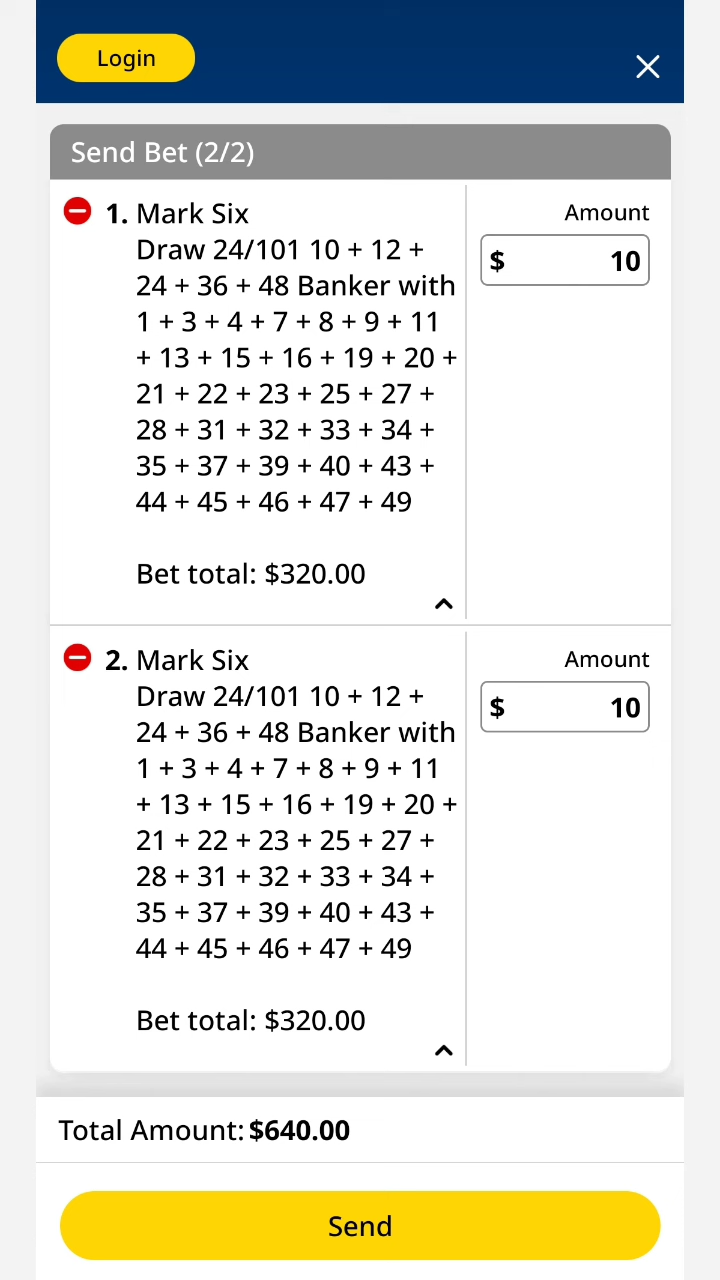 Login
Send Bet (2/2)
1. Mark Six
Amount
Draw 24/101 10 + 12 +
$ 10
24 + 36 + 48 Banker with
1 + 3 + 4 + 7 + 8 + 9 + 11
+ 13 + 15 + 16 + 19 + 20 +
21 + 22 + 23 + 25 + 27 +
28 + 31 + 32 + 33 + 34 +
35 + 37 + 39 + 40 + 43 +
44 + 45 + 46 + 47 + 49
Bet total: $320.00
2. Mark Six
Amount
Draw 24/101 10 + 12 +
$ 10
24 + 36 + 48 Banker with
1 + 3 + 4 + 7 + 8 + 9 + 11
+ 13 + 15 + 16 + 19 + 20 +
21 + 22 + 23 + 25 + 27 +
28 + 31 + 32 + 33 + 34 +
35 + 37 + 39 + 40 + 43 +
44 + 45 + 46 + 47 + 49
Bet total: $320.00
Total Amount: $640.00
Send